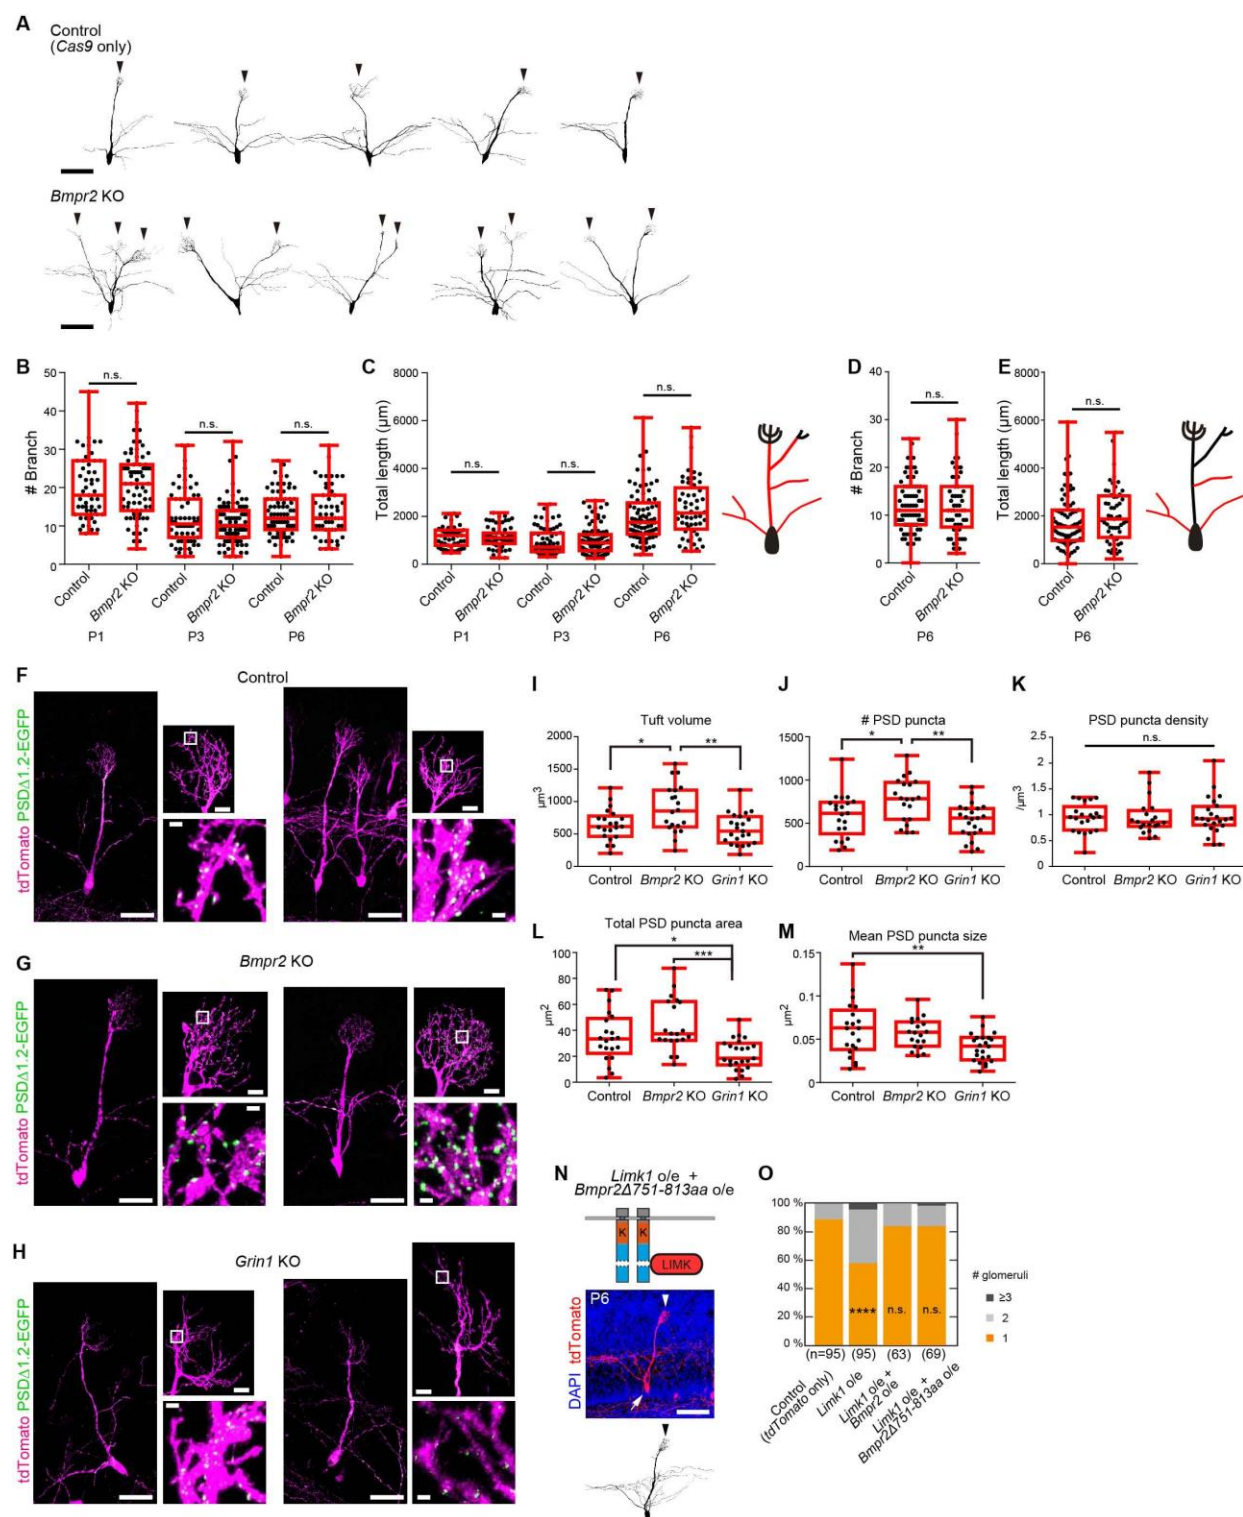 A
Control
(Cas9 only)
Bmpr2 KO
B
# Branch
50
40
30
20
10
0
n.s.
n.s.
n.s.
Control
Bmpr2 KO
Control
Bmpr2 KO
Control
Bmpr2 KO
P1
P3
P6
C
Total length (µm)
8000
6000
4000
2000
0
n.s.
n.s.
n.s.
Control
Bmpr2 KO
Control
Bmpr2 KO
Control
Bmpr2 KO
P1
P3
P6
D
# Branch
40
30
20
10
0
n.s.
Control
Bmpr2 KO
P6
E
Total length (µm)
8000
6000
4000
2000
0
n.s.
Control
Bmpr2 KO
P6
F
Control
tdTomato PSDΔ1.2-EGFP
G
Bmpr2 KO
tdTomato PSDΔ1.2-EGFP
H
Grin1 KO
tdTomato PSDΔ1.2-EGFP
I
Tuft volume
µm3
2000
1500
1000
500
0
*
**
Control
Bmpr2 KO
Grin1 KO
J
# PSD puncta
1500
1000
500
0
*
**
Control
Bmpr2 KO
Grin1 KO
K
PSD puncta density
/µm3
2.5
2
1.5
1
0.5
0
n.s.
Control
Bmpr2 KO
Grin1 KO
L
Total PSD puncta area
µm2
100
80
60
40
20
0
*
***
Control
Bmpr2 KO
Grin1 KO
M
Mean PSD puncta size
µm2
0.15
0.1
0.05
0
**
Control
Bmpr2 KO
Grin1 KO
N
Limk1 o/e +
Bmpr2Δ751-813aa o/e
K
K
LIMK
P6
DAPI tdTomato
O
100 %
80 %
60 %
40 %
20 %
0 %
****
n.s.
n.s.
(n=95)
(95)
(63)
(69)
Control
(tdTomato only)
Limk1 o/e
Limk1 o/e +
Bmpr2 o/e
Limk1 o/e +
Bmpr2Δ751-813aa o/e
# glomeruli
≥3
2
1